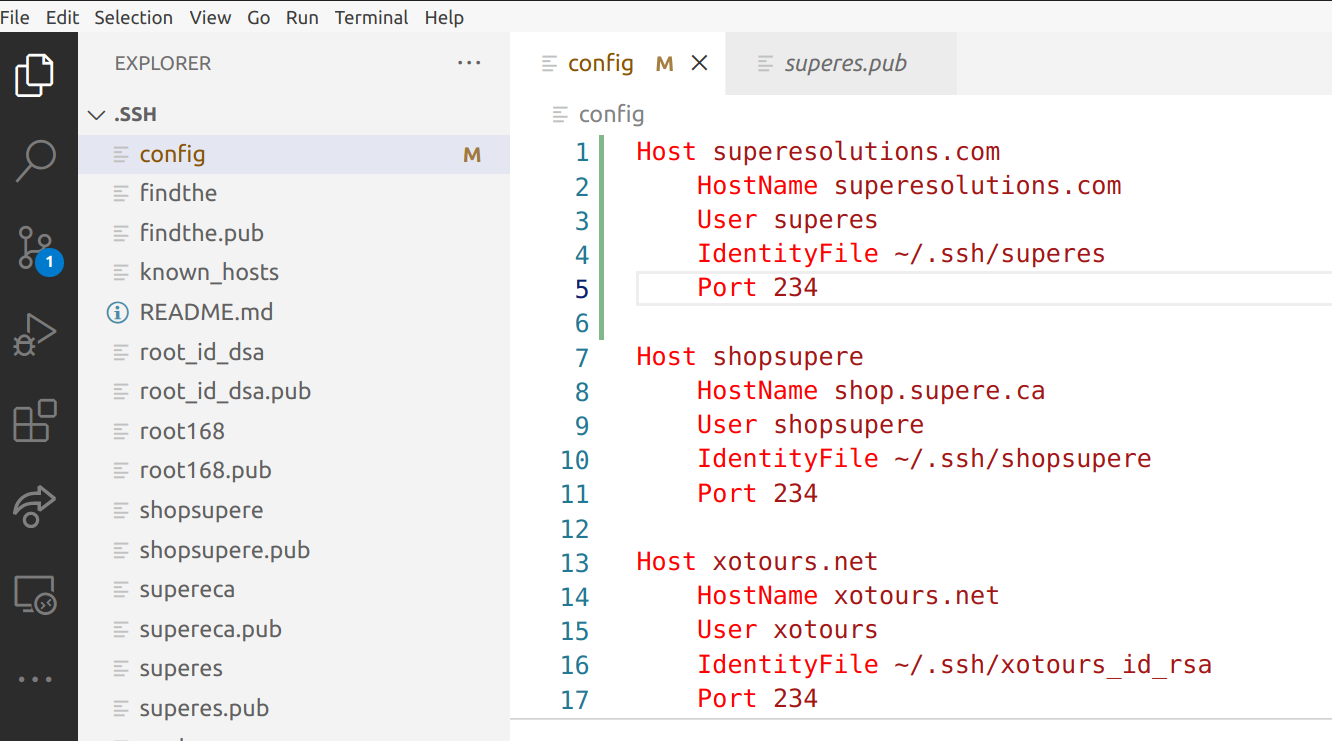 File Edit Selection View Go Run Terminal Help
EXPLORER ...
.SSH
config M
findthe
findthe.pub
known_hosts
README.md
root_id_dsa
root_id_dsa.pub
root168
root168.pub
shopsupere
shopsupere.pub
supereca
supereca.pub
superes
superes.pub
1
config M
superes.pub
config
1 Host superesolutions.com
2 HostName superesolutions.com
3 User superes
4 IdentityFile ~/.ssh/superes
5 Port 234
6
7 Host shopsupere
8 HostName shop.supere.ca
9 User shopsupere
10 IdentityFile ~/.ssh/shopsupere
11 Port 234
12
13 Host xotours.net
14 HostName xotours.net
15 User xotours
16 IdentityFile ~/.ssh/xotours_id_rsa
17 Port 234